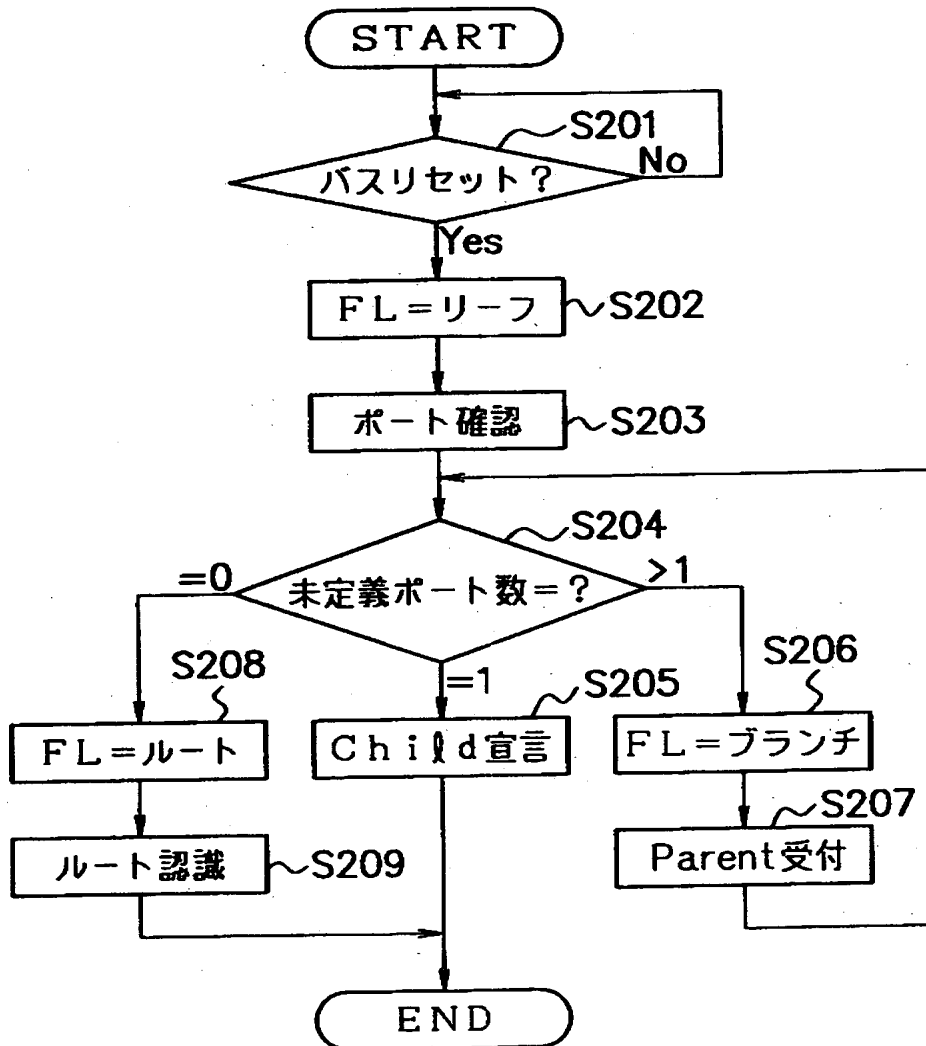 START
S201
No
バスリセット?
Yes
FL=リーフ
S202
ポート確認
S203
S204
=0
未定義ポート数=?
>1
S208
=1
S205
S206
FL=ルート
Child宣言
FL=ブランチ
S207
ルート認識
S209
Parent受付
END